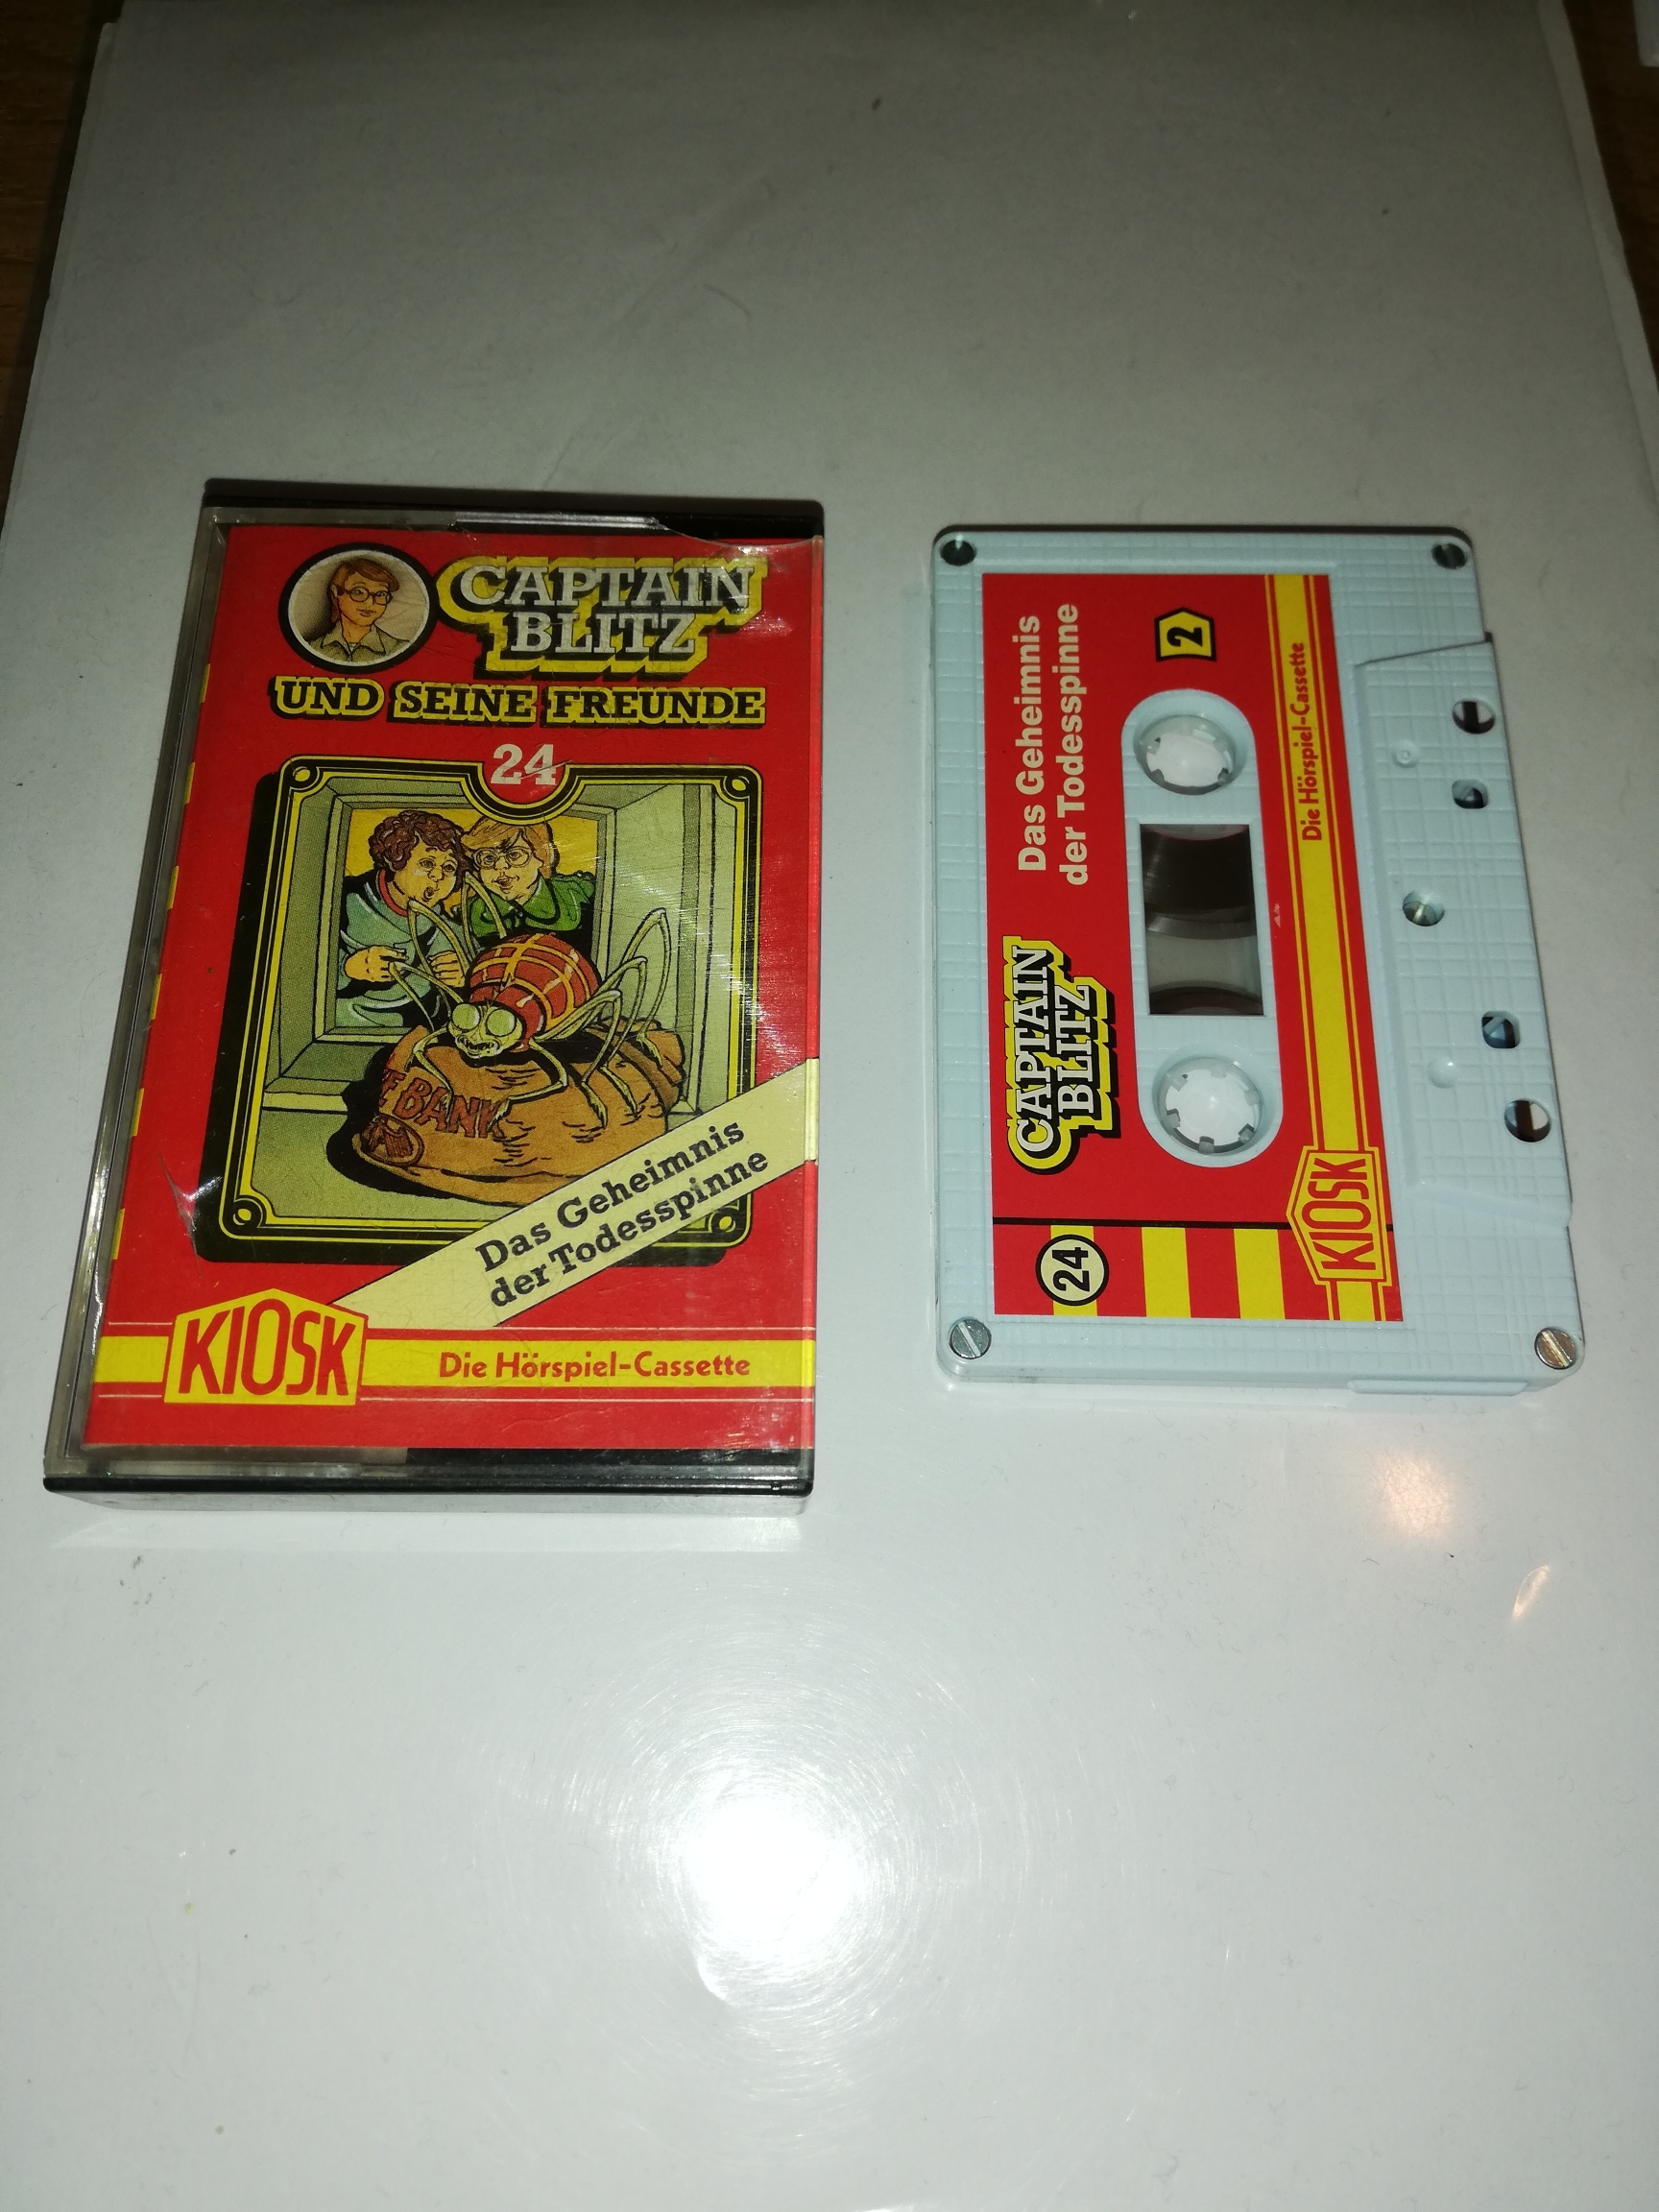 CAPTAIN
BLITZ
UND SEINE FREUNDE
24
E BANK
Das Geheimnis
der Todesspinne
KIOSK
Die Hörspiel-Cassette
Das Geheimnis
der Todesspinne
2
CAPTAIN
BLITZ
24
Die Hörspiel-Cassette
KIOSK